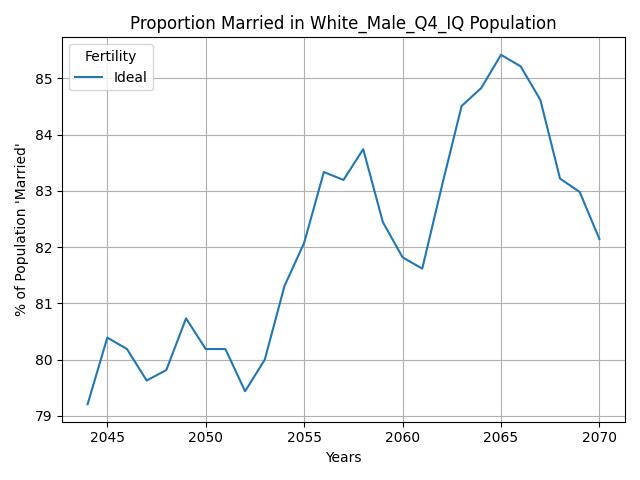 Proportion Married in White_Male_Q4_IQ Population
Fertility
Ideal
% of Population 'Married'
85
84
83
82
81
80
79
2045 2050 2055 2060 2065 2070
Years